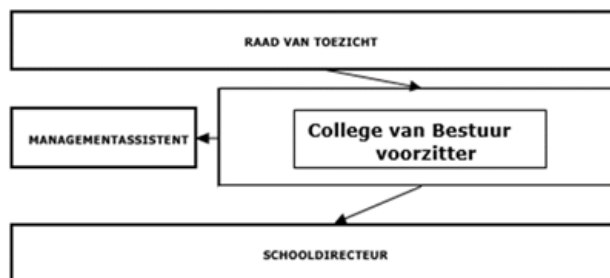 RAAD VAN TOEZICHT
MANAGEMENTASSISTENT
College van Bestuur
voorzitter
SCHOOLDIRECTEUR